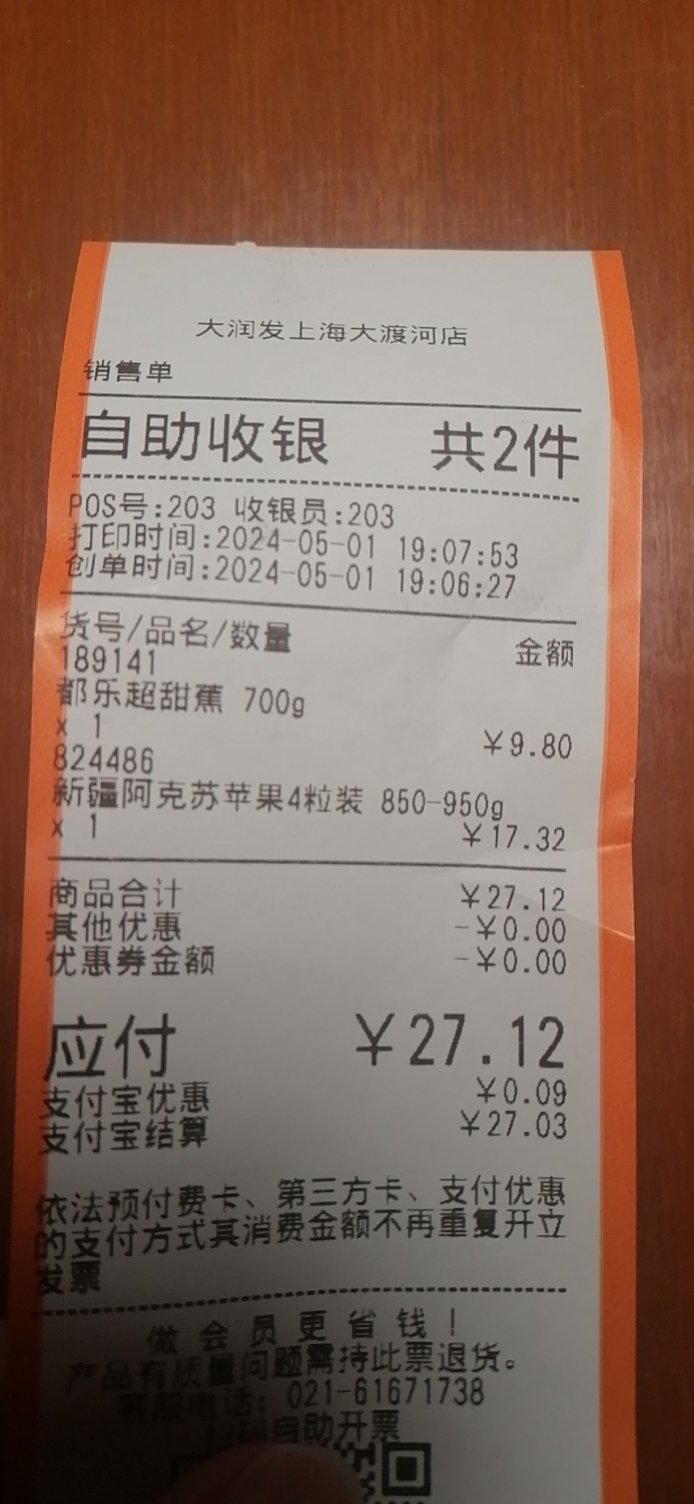 大润发上海大渡河店
销售单
自助收银 共2件
POS号:203 收银员:203
打印时间:2024-05-01 19:07:53
创单时间:2024-05-01 19:06:27
货号/品名/数量 金额
189141
都乐超甜蕉 700g
x 1 ¥9.80
824486
新疆阿克苏苹果4粒装 850-950g
x 1 ¥17.32
商品合计 ¥27.12
其他优惠 -¥0.00
优惠券金额 -¥0.00
应付 ¥27.12
支付宝优惠 ¥0.09
支付宝结算 ¥27.03
依法预付费卡、第三方卡、支付优惠
的支付方式其消费金额不再重复开立
发票
做会员更省钱!
产品有质量问题需持此票退货。
客服电话: 021-61671738
扫码自助开票